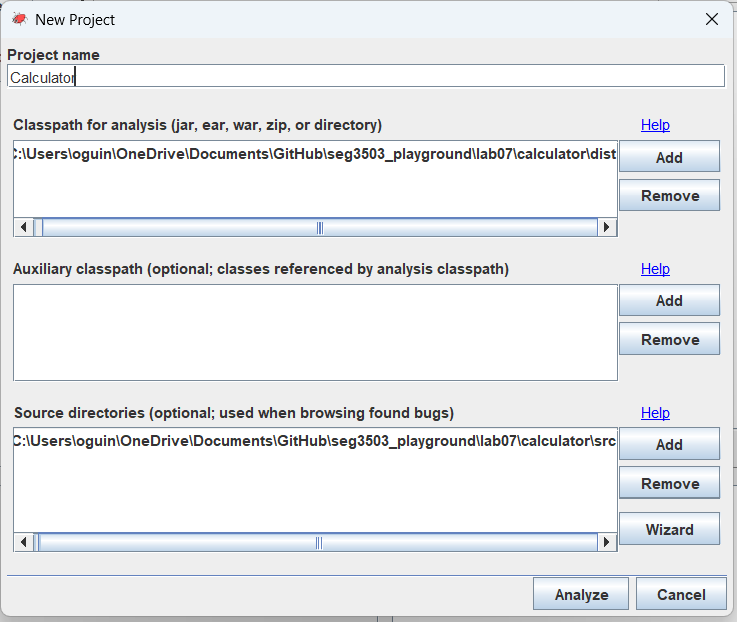 New Project
Project name
Calculator
Classpath for analysis (jar, ear, war, zip, or directory)
Help
C:\Users\oguin\OneDrive\Documents\GitHub\seg3503_playground\lab07\calculator\dist
Add
Remove
Auxiliary classpath (optional; classes referenced by analysis classpath)
Help
Add
Remove
Source directories (optional; used when browsing found bugs)
Help
C:\Users\oguin\OneDrive\Documents\GitHub\seg3503_playground\lab07\calculator\src
Add
Remove
Wizard
Analyze
Cancel